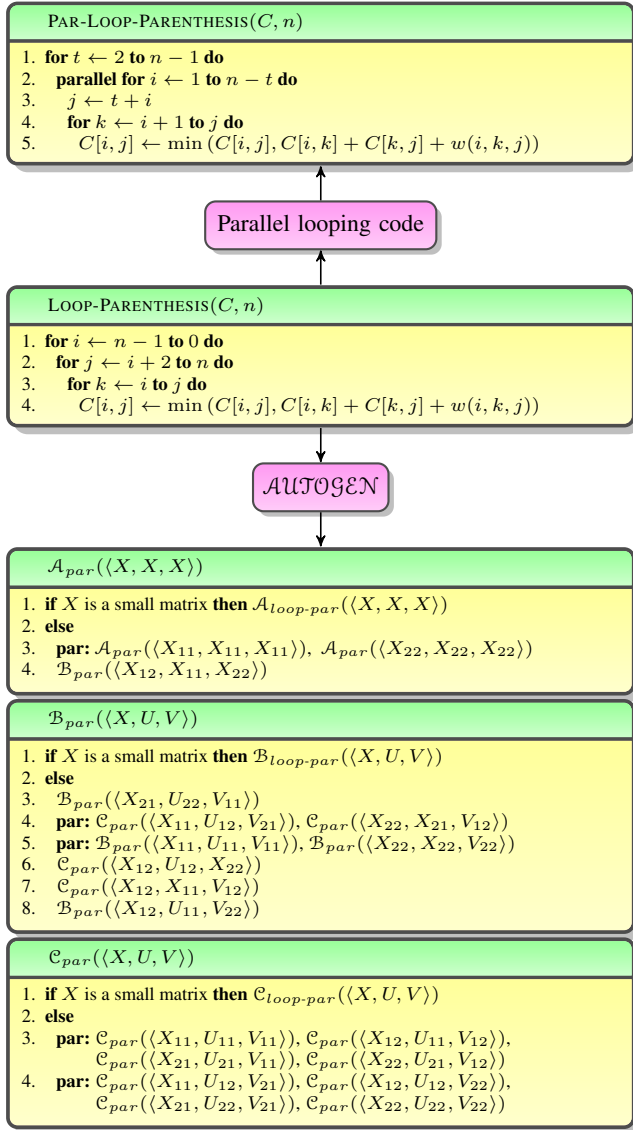 PAR-LOOP-PARENTHESIS(C, n)
1. for t ← 2 to n − 1 do
2. parallel for i ← 1 to n − t do
3. j ← t + i
4. for k ← i + 1 to j do
5. C[i, j] ← min (C[i, j], C[i, k] + C[k, j] + w(i, k, j))
Parallel looping code
LOOP-PARENTHESIS(C, n)
1. for i ← n − 1 to 0 do
2. for j ← i + 2 to n do
3. for k ← i to j do
4. C[i, j] ← min (C[i, j], C[i, k] + C[k, j] + w(i, k, j))
𝒜𝒰𝒯𝒪𝒢ℰ𝒩
𝒜_par(⟨X, X, X⟩)
1. if X is a small matrix then 𝒜_loop-par(⟨X, X, X⟩)
2. else
3. par: 𝒜_par(⟨X₁₁, X₁₁, X₁₁⟩), 𝒜_par(⟨X₂₂, X₂₂, X₂₂⟩)
4. ℬ_par(⟨X₁₂, X₁₁, X₂₂⟩)
ℬ_par(⟨X, U, V⟩)
1. if X is a small matrix then ℬ_loop-par(⟨X, U, V⟩)
2. else
3. ℬ_par(⟨X₂₁, U₂₂, V₁₁⟩)
4. par: 𝒞_par(⟨X₁₁, U₁₂, V₂₁⟩), 𝒞_par(⟨X₂₂, X₂₁, V₁₂⟩)
5. par: ℬ_par(⟨X₁₁, U₁₁, V₁₁⟩), ℬ_par(⟨X₂₂, X₂₂, V₂₂⟩)
6. 𝒞_par(⟨X₁₂, U₁₂, X₂₂⟩)
7. 𝒞_par(⟨X₁₂, X₁₁, V₁₂⟩)
8. ℬ_par(⟨X₁₂, U₁₁, V₂₂⟩)
𝒞_par(⟨X, U, V⟩)
1. if X is a small matrix then 𝒞_loop-par(⟨X, U, V⟩)
2. else
3. par: 𝒞_par(⟨X₁₁, U₁₁, V₁₁⟩), 𝒞_par(⟨X₁₂, U₁₁, V₁₂⟩),
𝒞_par(⟨X₂₁, U₂₁, V₁₁⟩), 𝒞_par(⟨X₂₂, U₂₁, V₁₂⟩)
4. par: 𝒞_par(⟨X₁₁, U₁₂, V₂₁⟩), 𝒞_par(⟨X₁₂, U₁₂, V₂₂⟩),
𝒞_par(⟨X₂₁, U₂₂, V₂₁⟩), 𝒞_par(⟨X₂₂, U₂₂, V₂₂⟩)